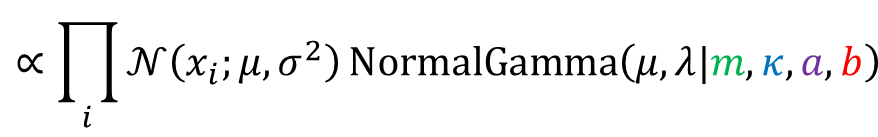 ∝ ∏ᵢ 𝒩(xᵢ; μ, σ²) NormalGamma(μ, λ|m, κ, a, b)